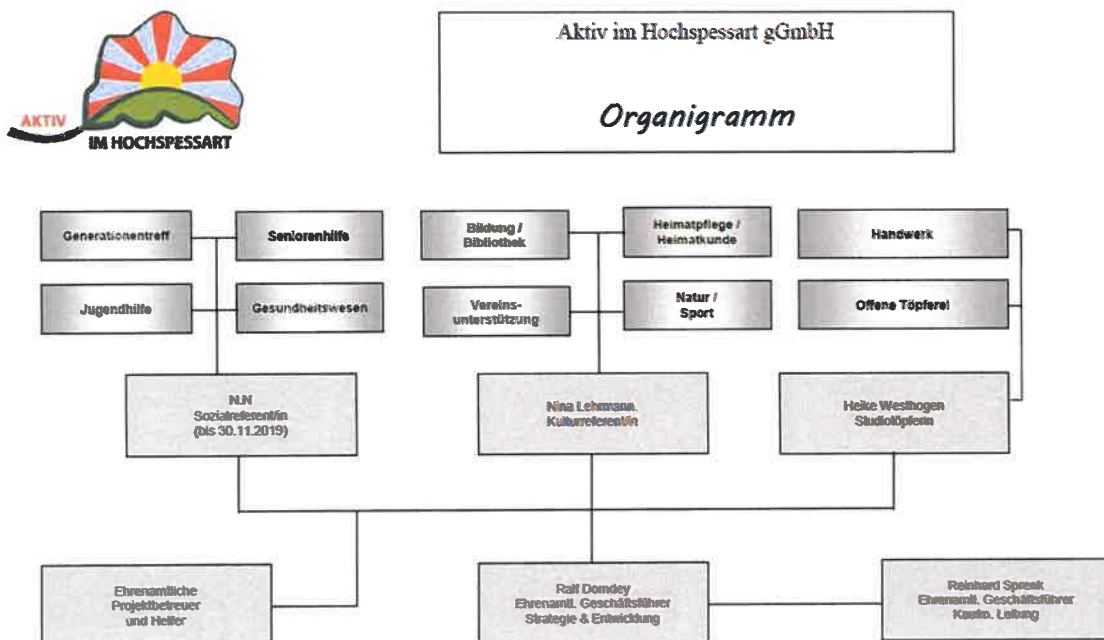 AKTIV
IM HOCHSPESSART
Aktiv im Hochspessart gGmbH
Organigramm
Generationentreff
Seniorenhilfe
Jugendhilfe
Gesundheitswesen
Bildung /
Bibliothek
Heimatpflege /
Heimatkunde
Vereins-
unterstützung
Natur /
Sport
Handwerk
Offene Töpferei
N.N
Sozialreferent/in
(bis 30.11.2019)
Nina Lehrmann
Kulturreferent/in
Heike Westhogen
Studiotöpferin
Ehrenamtliche
Projektbetreuer
und Helfer
Ralf Domdey
Ehrenamtl. Geschäftsführer
Strategie & Entwicklung
Reinhard Spreek
Ehrenamtl. Geschäftsführer
Kaufm. Leitung